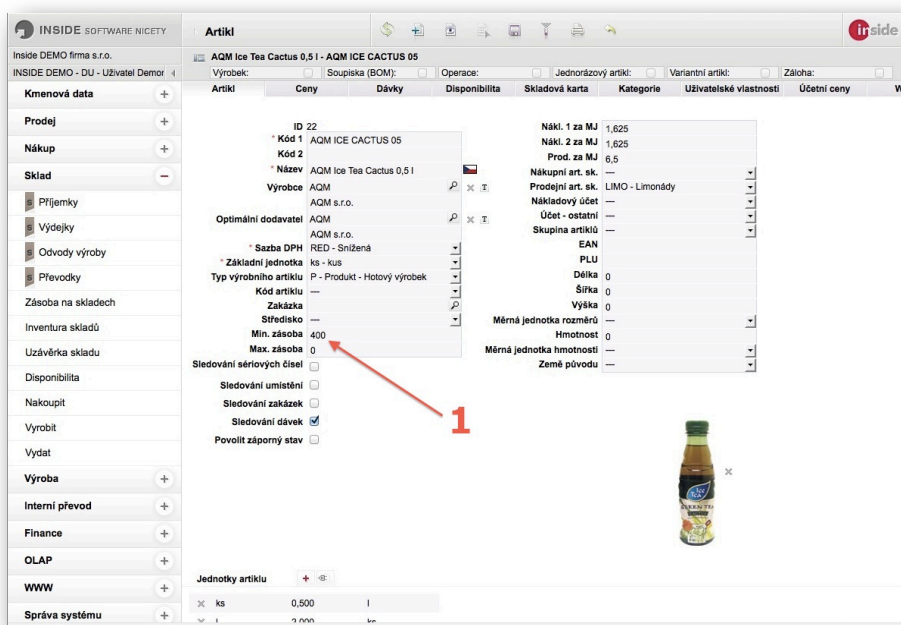 INSIDE SOFTWARE NICETY
Artikl
inside
Inside DEMO firma s.r.o.
INSIDE DEMO - DU - Uživatel Demor
AQM Ice Tea Cactus 0,5 l - AQM ICE CACTUS 05
Výrobek: Soupiska (BOM): Operace: Jednorázový artikl: Variantní artikl: Záloha:
Artikl Ceny Dávky Disponibilita Skladová karta Kategorie Uživatelské vlastnosti Účetní ceny W
Kmenová data
Prodej
Nákup
Sklad
S Příjemky
S Výdejky
S Odvody výroby
S Převodky
Zásoba na skladech
Inventura skladů
Uzávěrka skladu
Disponibilita
Nakoupit
Vyrobit
Vydat
Výroba
Interní převod
Finance
OLAP
WWW
Správa systému
ID 22
* Kód 1 AQM ICE CACTUS 05
Kód 2
* Název AQM Ice Tea Cactus 0,5 l
Výrobce AQM T
AQM s.r.o.
Optimální dodavatel AQM T
AQM s.r.o.
* Sazba DPH RED - Snížená
* Základní jednotka ks - kus
Typ výrobního artiklu P - Produkt - Hotový výrobek
Kód artiklu —
Zakázka
Středisko —
Min. zásoba 400
Max. zásoba 0
Sledování sériových čísel
Sledování umístění
Sledování zakázek
Sledování dávek
Povolit záporný stav
1
Nákl. 1 za MJ 1,625
Nákl. 2 za MJ 1,625
Prod. za MJ 6,5
Nákupní art. sk. —
Prodejní art. sk. LIMO - Limonády
Nákladový účet —
Účet - ostatní —
Skupina artiklů —
EAN
PLU
Délka 0
Šířka 0
Výška 0
Měrná jednotka rozměrů —
Hmotnost 0
Měrná jednotka hmotnosti —
Země původu —
Ice Tea
GREEN TEA
Jednotky artiklu
ks 0,500 l
l 2,000 ks